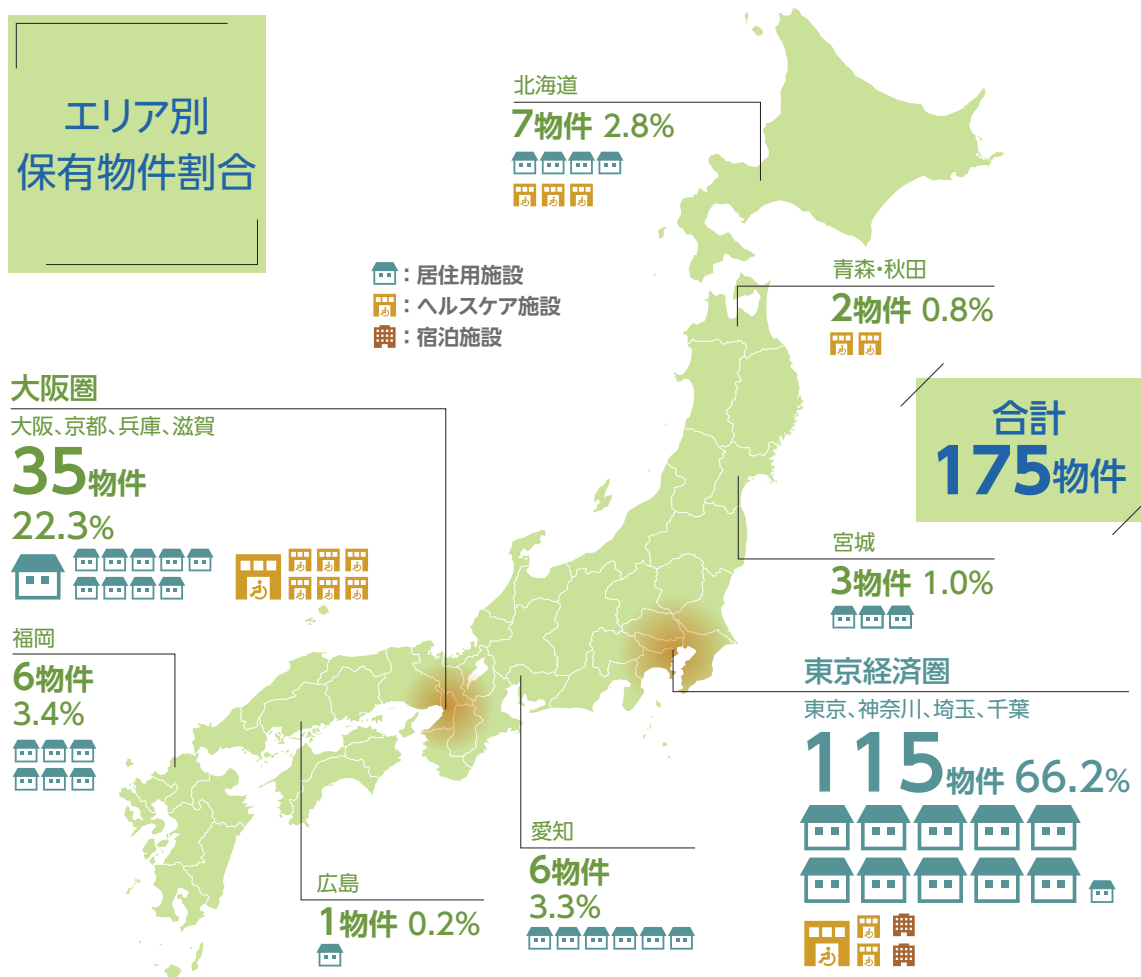 エリア別
保有物件割合
北海道
7物件 2.8%
：居住用施設
：ヘルスケア施設
：宿泊施設
青森・秋田
2物件 0.8%
合計
175物件
大阪圏
大阪、京都、兵庫、滋賀
35物件
22.3%
宮城
3物件 1.0%
福岡
6物件
3.4%
東京経済圏
東京、神奈川、埼玉、千葉
115物件 66.2%
愛知
6物件
3.3%
広島
1物件 0.2%